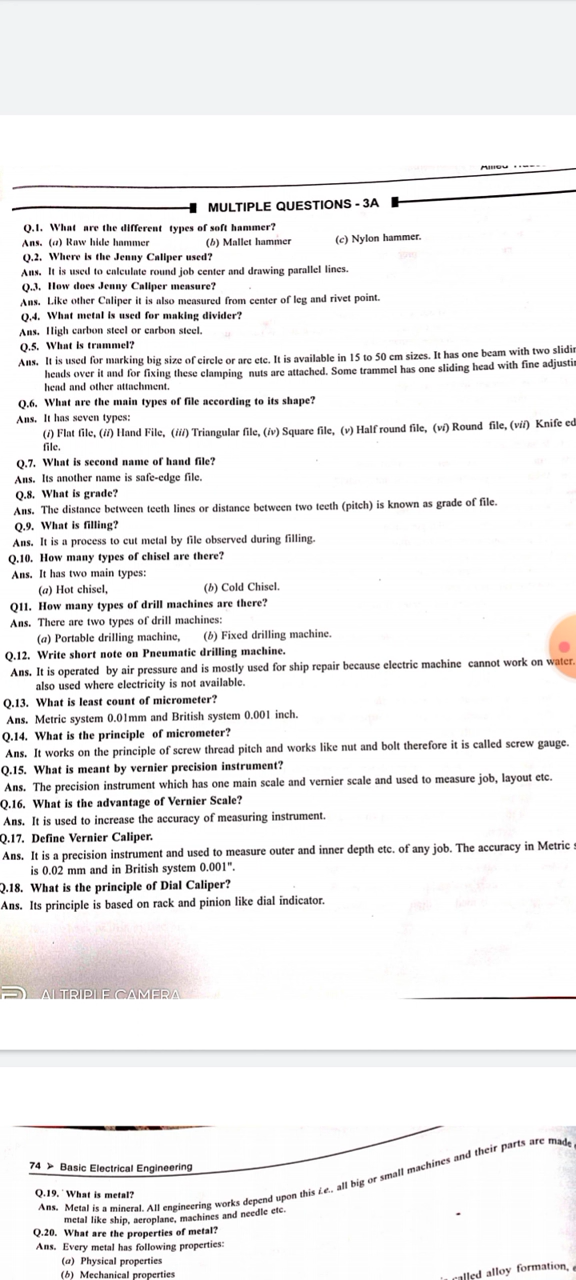 MULTIPLE QUESTIONS - 3A
Q.1. What are the different types of soft hammer?
Ans. (a) Raw hide hammer (b) Mallet hammer (c) Nylon hammer.
Q.2. Where is the Jenny Caliper used?
Ans. It is used to calculate round job center and drawing parallel lines.
Q.3. How does Jenny Caliper measure?
Ans. Like other Caliper it is also measured from center of leg and rivet point.
Q.4. What metal is used for making divider?
Ans. High carbon steel or carbon steel.
Q.5. What is trammel?
Ans. It is used for marking big size of circle or arc etc. It is available in 15 to 50 cm sizes. It has one beam with two slidin
heads over it and for fixing these clamping nuts are attached. Some trammel has one sliding head with fine adjustin
head and other attachment.
Q.6. What are the main types of file according to its shape?
Ans. It has seven types:
(i) Flat file, (ii) Hand File, (iii) Triangular file, (iv) Square file, (v) Half round file, (vi) Round file, (vii) Knife ed
file.
Q.7. What is second name of hand file?
Ans. Its another name is safe-edge file.
Q.8. What is grade?
Ans. The distance between teeth lines or distance between two teeth (pitch) is known as grade of file.
Q.9. What is filling?
Ans. It is a process to cut metal by file observed during filling.
Q.10. How many types of chisel are there?
Ans. It has two main types:
(a) Hot chisel, (b) Cold Chisel.
Q11. How many types of drill machines are there?
Ans. There are two types of drill machines:
(a) Portable drilling machine, (b) Fixed drilling machine.
Q.12. Write short note on Pneumatic drilling machine.
Ans. It is operated by air pressure and is mostly used for ship repair because electric machine cannot work on water.
also used where electricity is not available.
Q.13. What is least count of micrometer?
Ans. Metric system 0.01mm and British system 0.001 inch.
Q.14. What is the principle of micrometer?
Ans. It works on the principle of screw thread pitch and works like nut and bolt therefore it is called screw gauge.
Q.15. What is meant by vernier precision instrument?
Ans. The precision instrument which has one main scale and vernier scale and used to measure job, layout etc.
Q.16. What is the advantage of Vernier Scale?
Ans. It is used to increase the accuracy of measuring instrument.
Q.17. Define Vernier Caliper.
Ans. It is a precision instrument and used to measure outer and inner depth etc. of any job. The accuracy in Metric s
is 0.02 mm and in British system 0.001".
Q.18. What is the principle of Dial Caliper?
Ans. Its principle is based on rack and pinion like dial indicator.
AI TRIPLE CAMERA
74 ➤ Basic Electrical Engineering
Q.19. What is metal?
Ans. Metal is a mineral. All engineering works depend upon this i.e., all big or small machines and their parts are made
metal like ship, aeroplane, machines and needle etc.
Q.20. What are the properties of metal?
Ans. Every metal has following properties:
(a) Physical properties
(b) Mechanical properties
called alloy formation,